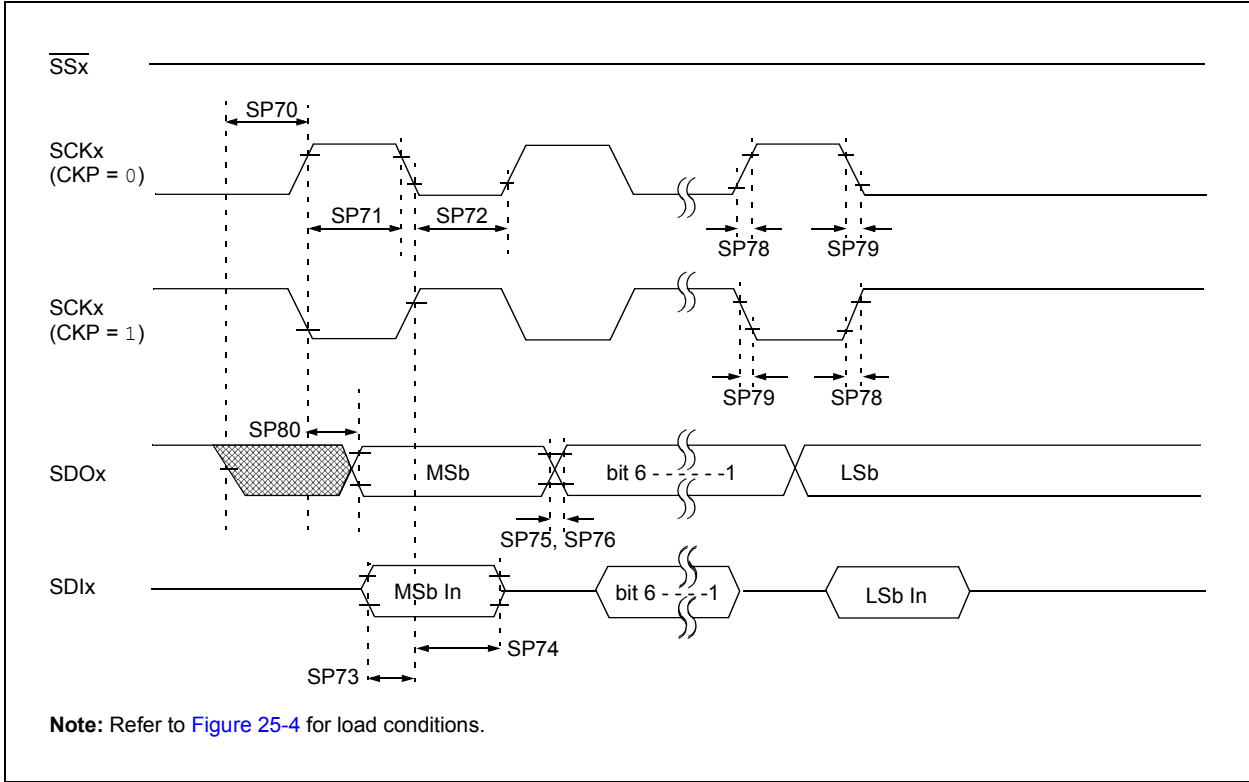 SSx
SP70
SCKx
(CKP = 0)
SP71
SP72
SP78
SP79
SCKx
(CKP = 1)
SP79
SP78
SP80
SDOx
MSb
bit 6 - - - - - - -1
LSb
SP75, SP76
SDIx
MSb In
bit 6 - - - - -1
LSb In
SP74
SP73
Note: Refer to Figure 25-4 for load conditions.